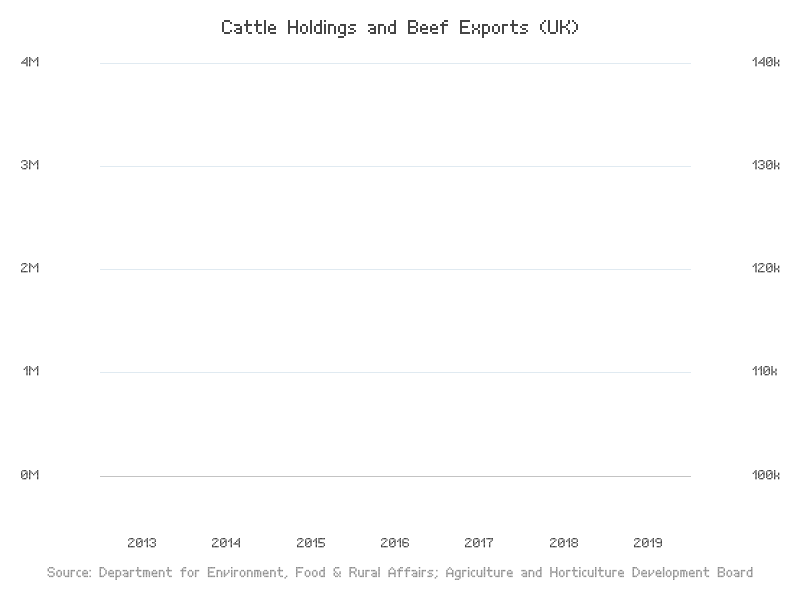 Cattle Holdings and Beef Exports (UK)
4M 140k
3M 130k
2M 120k
1M 110k
0M 100k
2013 2014 2015 2016 2017 2018 2019
Source: Department for Environment, Food & Rural Affairs; Agriculture and Horticulture Development Board